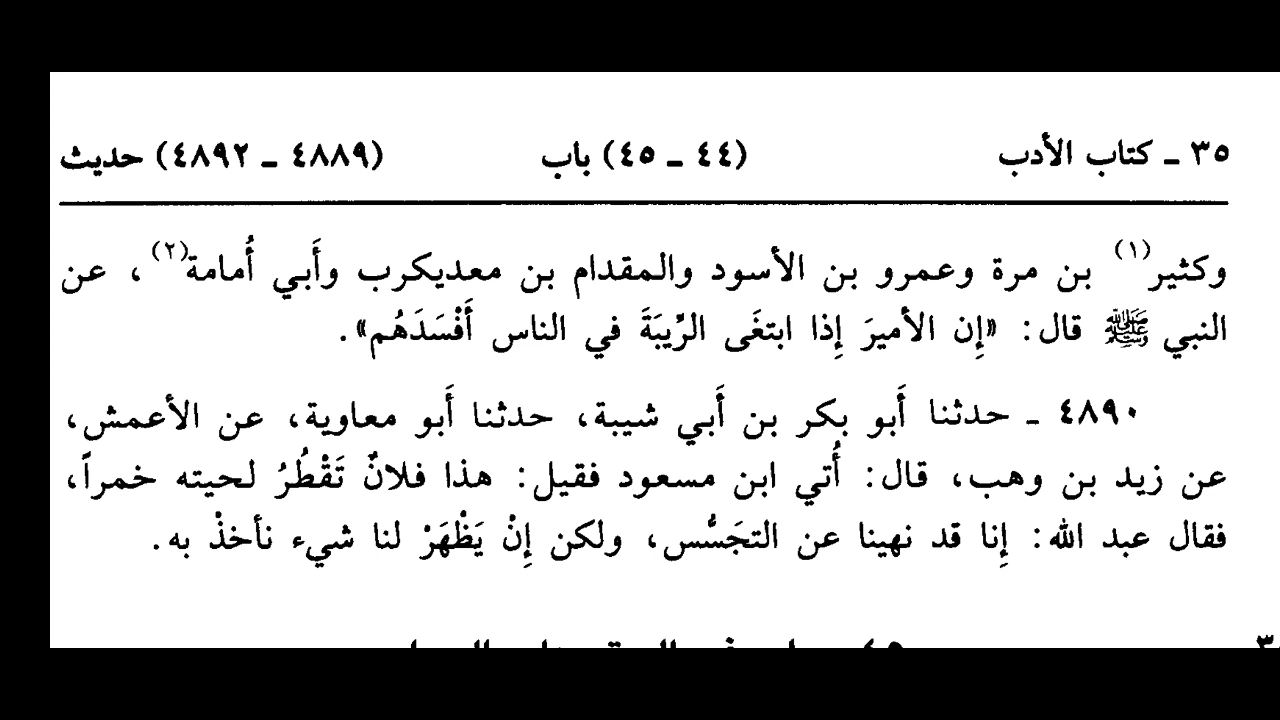 ٣٥ ـ كتاب الأدب (٤٤ ـ ٤٥) باب (٤٨٨٩ ـ ٤٨٩٢) حديث
وكثير(١) بن مرة وعمرو بن الأسود والمقدام بن معديكرب وأَبي أُمامة(٢)، عن
النبي ﷺ قال: «إِن الأميرَ إِذا ابتغَى الرِّيبَةَ في الناس أَفْسَدَهُم».
٤٨٩٠ ـ حدثنا أَبو بكر بن أَبي شيبة، حدثنا أَبو معاوية، عن الأعمش،
عن زيد بن وهب، قال: أُتي ابن مسعود فقيل: هذا فلانٌ تَقْطُرُ لحيته خمراً،
فقال عبد الله: إِنا قد نهينا عن التجَسُّس، ولكن إِنْ يَظْهَرْ لنا شيء نأخذْ به.